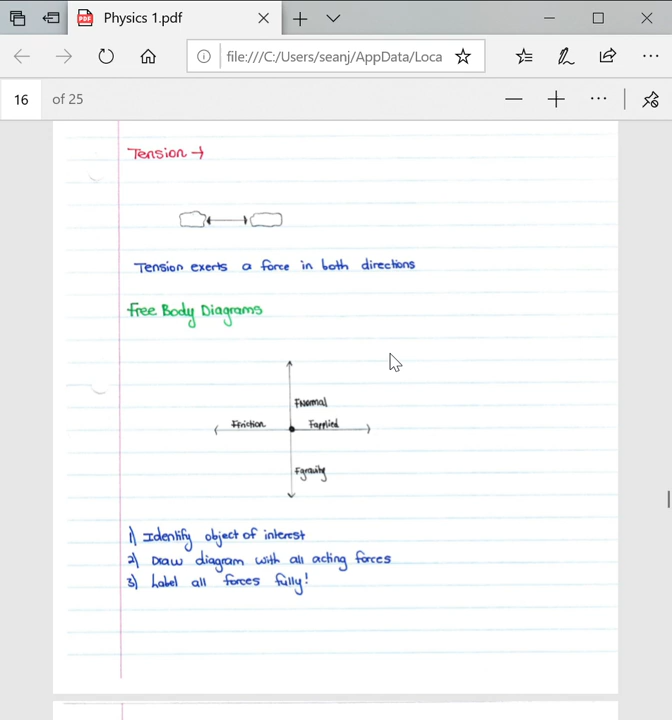 Physics 1.pdf
file:///C:/Users/seanj/AppData/Loca
16 of 25
Tension →
Tension exerts a force in both directions
Free Body Diagrams
FNormal
Ffriction Fapplied
Fgravity
1) Identify object of interest
2) Draw diagram with all acting forces
3) Label all forces fully!